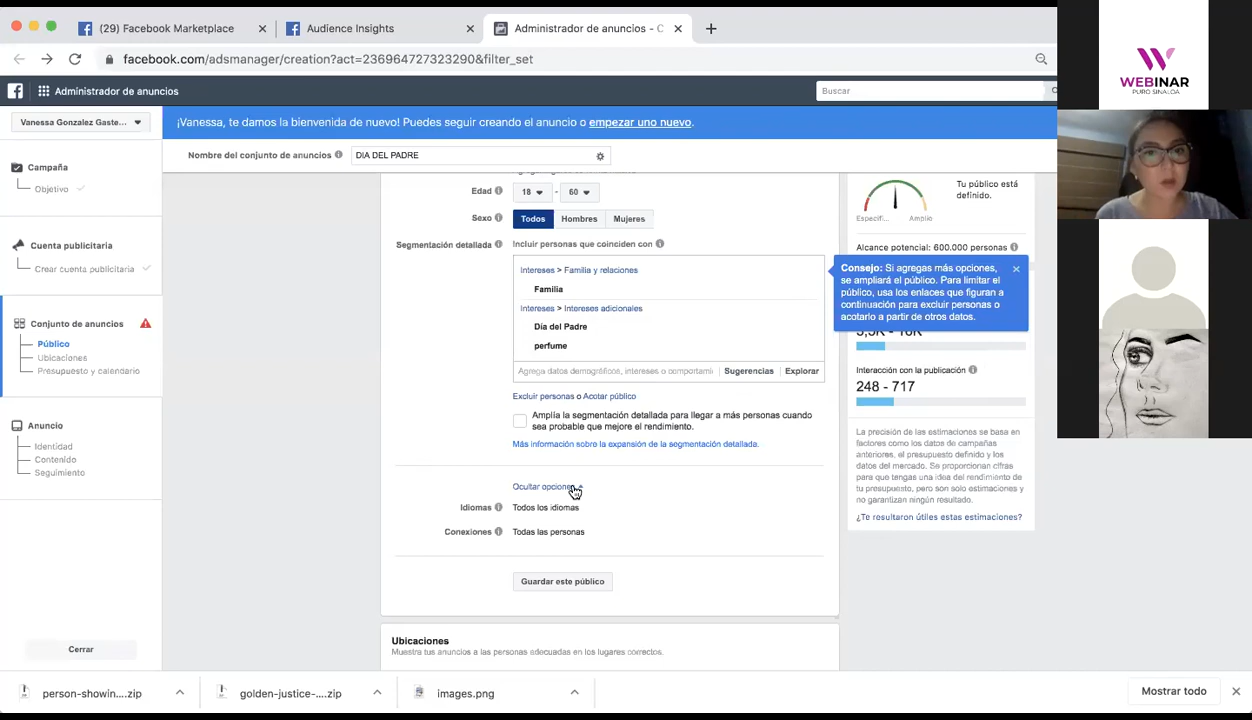 (29) Facebook Marketplace
Audience Insights
Administrador de anuncios - C
facebook.com/adsmanager/creation?act=236964727323290&filter_set
Administrador de anuncios
Buscar
Vanessa Gonzalez Gaste...
¡Vanessa, te damos la bienvenida de nuevo! Puedes seguir creando el anuncio o empezar uno nuevo.
Nombre del conjunto de anuncios
DIA DEL PADRE
Campaña
Objetivo
Cuenta publicitaria
Crear cuenta publicitaria
Conjunto de anuncios
Público
Ubicaciones
Presupuesto y calendario
Anuncio
Identidad
Contenido
Seguimiento
Cerrar
Edad
18 - 60
Sexo
Todos Hombres Mujeres
Segmentación detallada
Incluir personas que coinciden con
Intereses > Familia y relaciones
Familia
Intereses > Intereses adicionales
Día del Padre
perfume
Agrega datos demográficos, intereses o comportami
Sugerencias
Explorar
Excluir personas o Acotar público
Amplía la segmentación detallada para llegar a más personas cuando
sea probable que mejore el rendimiento.
Más información sobre la expansión de la segmentación detallada.
Ocultar opciones
Idiomas
Todos los idiomas
Conexiones
Todas las personas
Guardar este público
Ubicaciones
Muestra tus anuncios a las personas adecuadas en los lugares correctos.
Tu público está
definido.
Específi...
Amplio
Alcance potencial: 600.000 personas
Consejo: Si agregas más opciones,
se ampliará el público. Para limitar el
público, usa los enlaces que figuran a
continuación para excluir personas o
acotarlo a partir de otros datos.
Interacción con la publicación
248 - 717
La precisión de las estimaciones se basa en
factores como los datos de campañas
anteriores, el presupuesto definido y los
datos del mercado. Se proporcionan cifras
para que tengas una idea del rendimiento de
tu presupuesto, pero son solo estimaciones y
no garantizan ningún resultado.
¿Te resultaron útiles estas estimaciones?
person-showin....zip
golden-justice-....zip
images.png
Mostrar todo
WEBINAR
PURO SINALOA